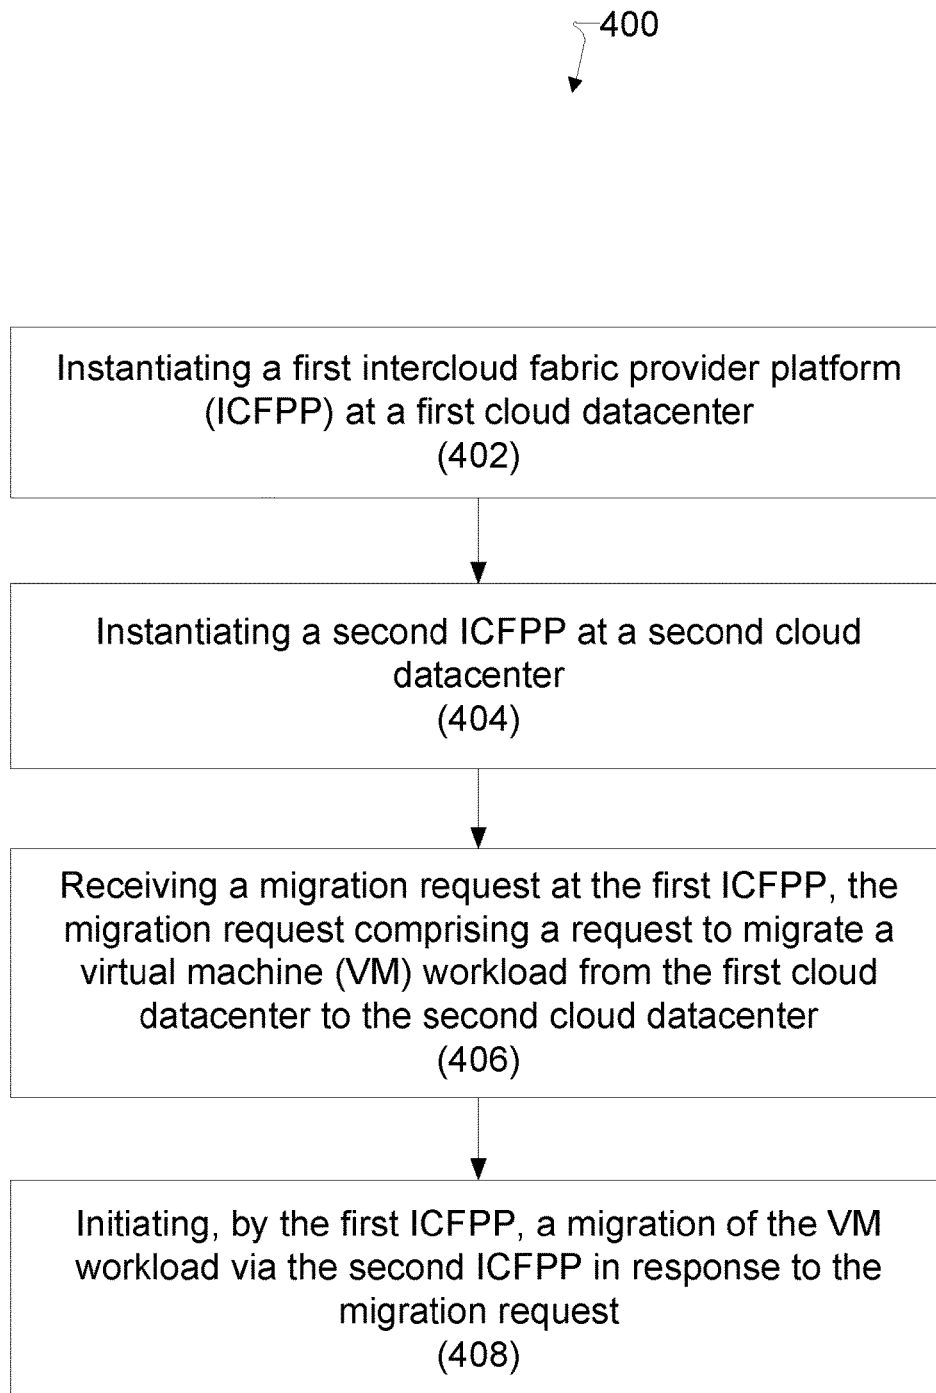 400
Instantiating a first intercloud fabric provider platform
(ICFPP) at a first cloud datacenter
(402)
Instantiating a second ICFPP at a second cloud
datacenter
(404)
Receiving a migration request at the first ICFPP, the
migration request comprising a request to migrate a
virtual machine (VM) workload from the first cloud
datacenter to the second cloud datacenter
(406)
Initiating, by the first ICFPP, a migration of the VM
workload via the second ICFPP in response to the
migration request
(408)